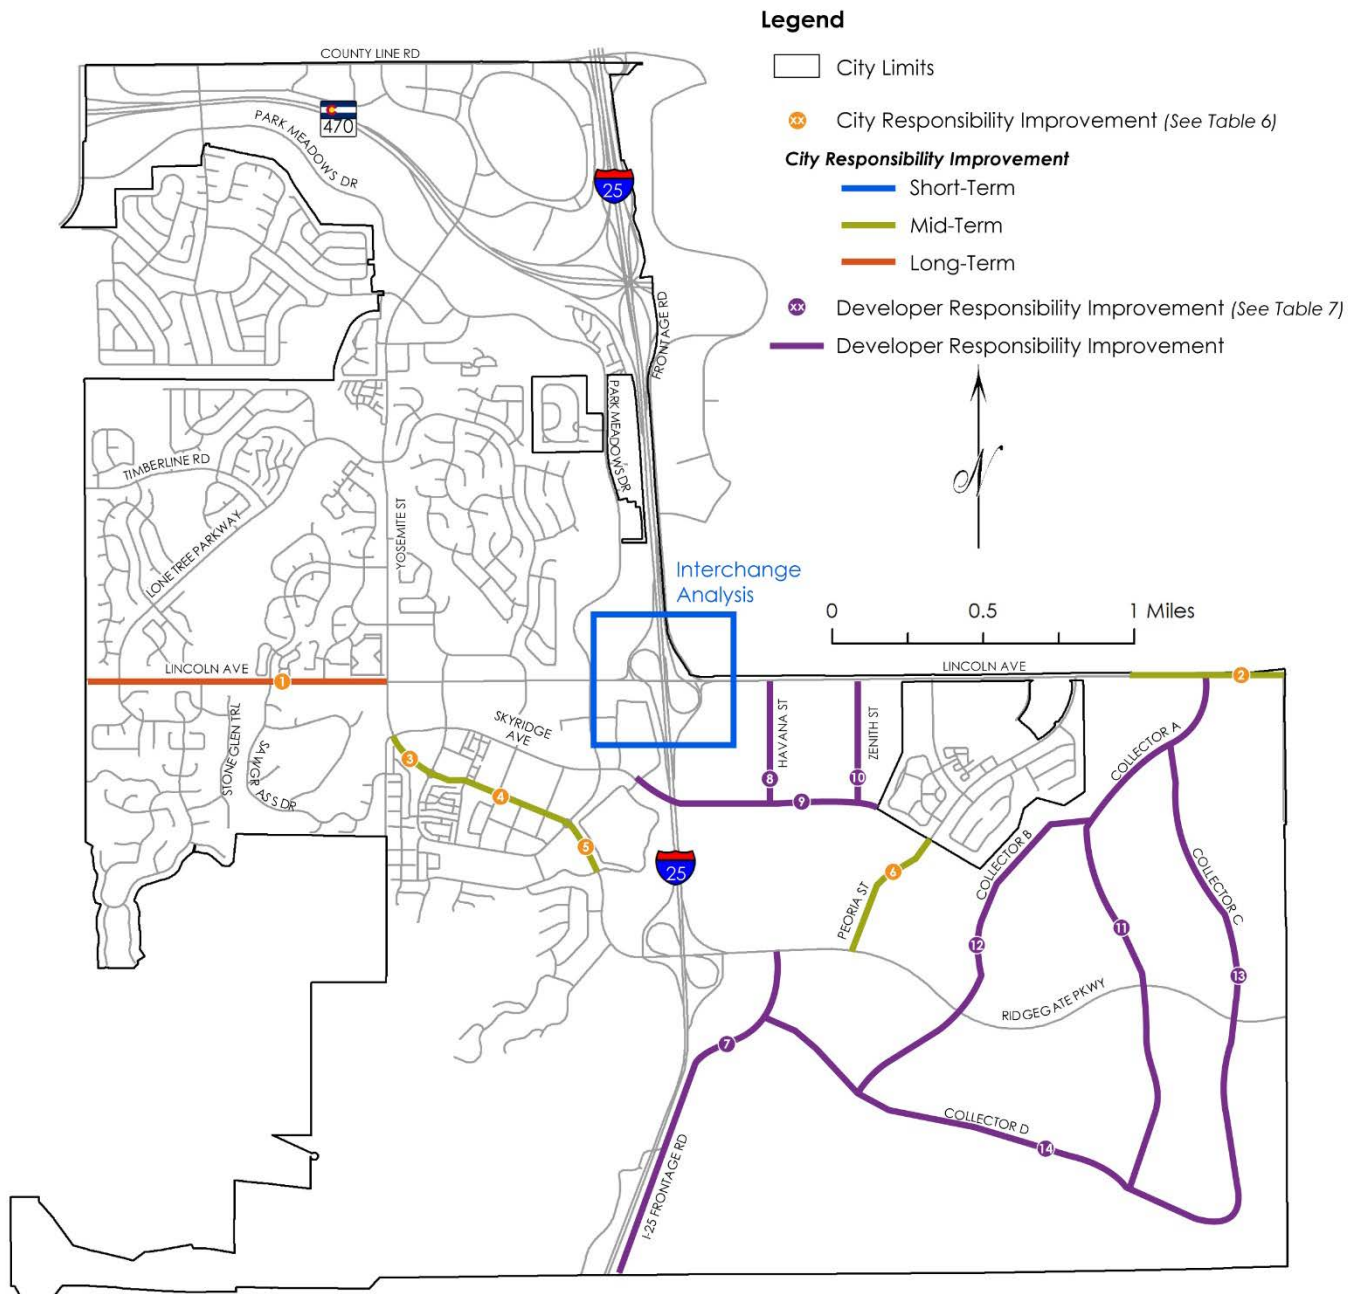 Legend
City Limits
xx City Responsibility Improvement (See Table 6)
City Responsibility Improvement
Short-Term
Mid-Term
Long-Term
xx Developer Responsibility Improvement (See Table 7)
Developer Responsibility Improvement
COUNTY LINE RD
470
PARK MEADOWS DR
25
FRONTAGE RD
PARK MEADOWS DR
N
TIMBERLINE RD
LONE TREE PARKWAY
YOSEMITE ST
Interchange
Analysis
0 0.5 1 Miles
LINCOLN AVE
1
LINCOLN AVE
2
STONEGLEN TRL
SAWGRASS DR
SKYRIDGE
AVE
3
4
5
HAVANA ST
8
ZENITH ST
10
9
COLLECTOR A
COLLECTOR B
COLLECTOR C
25
6
PEORIA ST
12
11
13
RIDGEGATE PKWY
7
COLLECTOR D
14
I-25 FRONTAGE RD